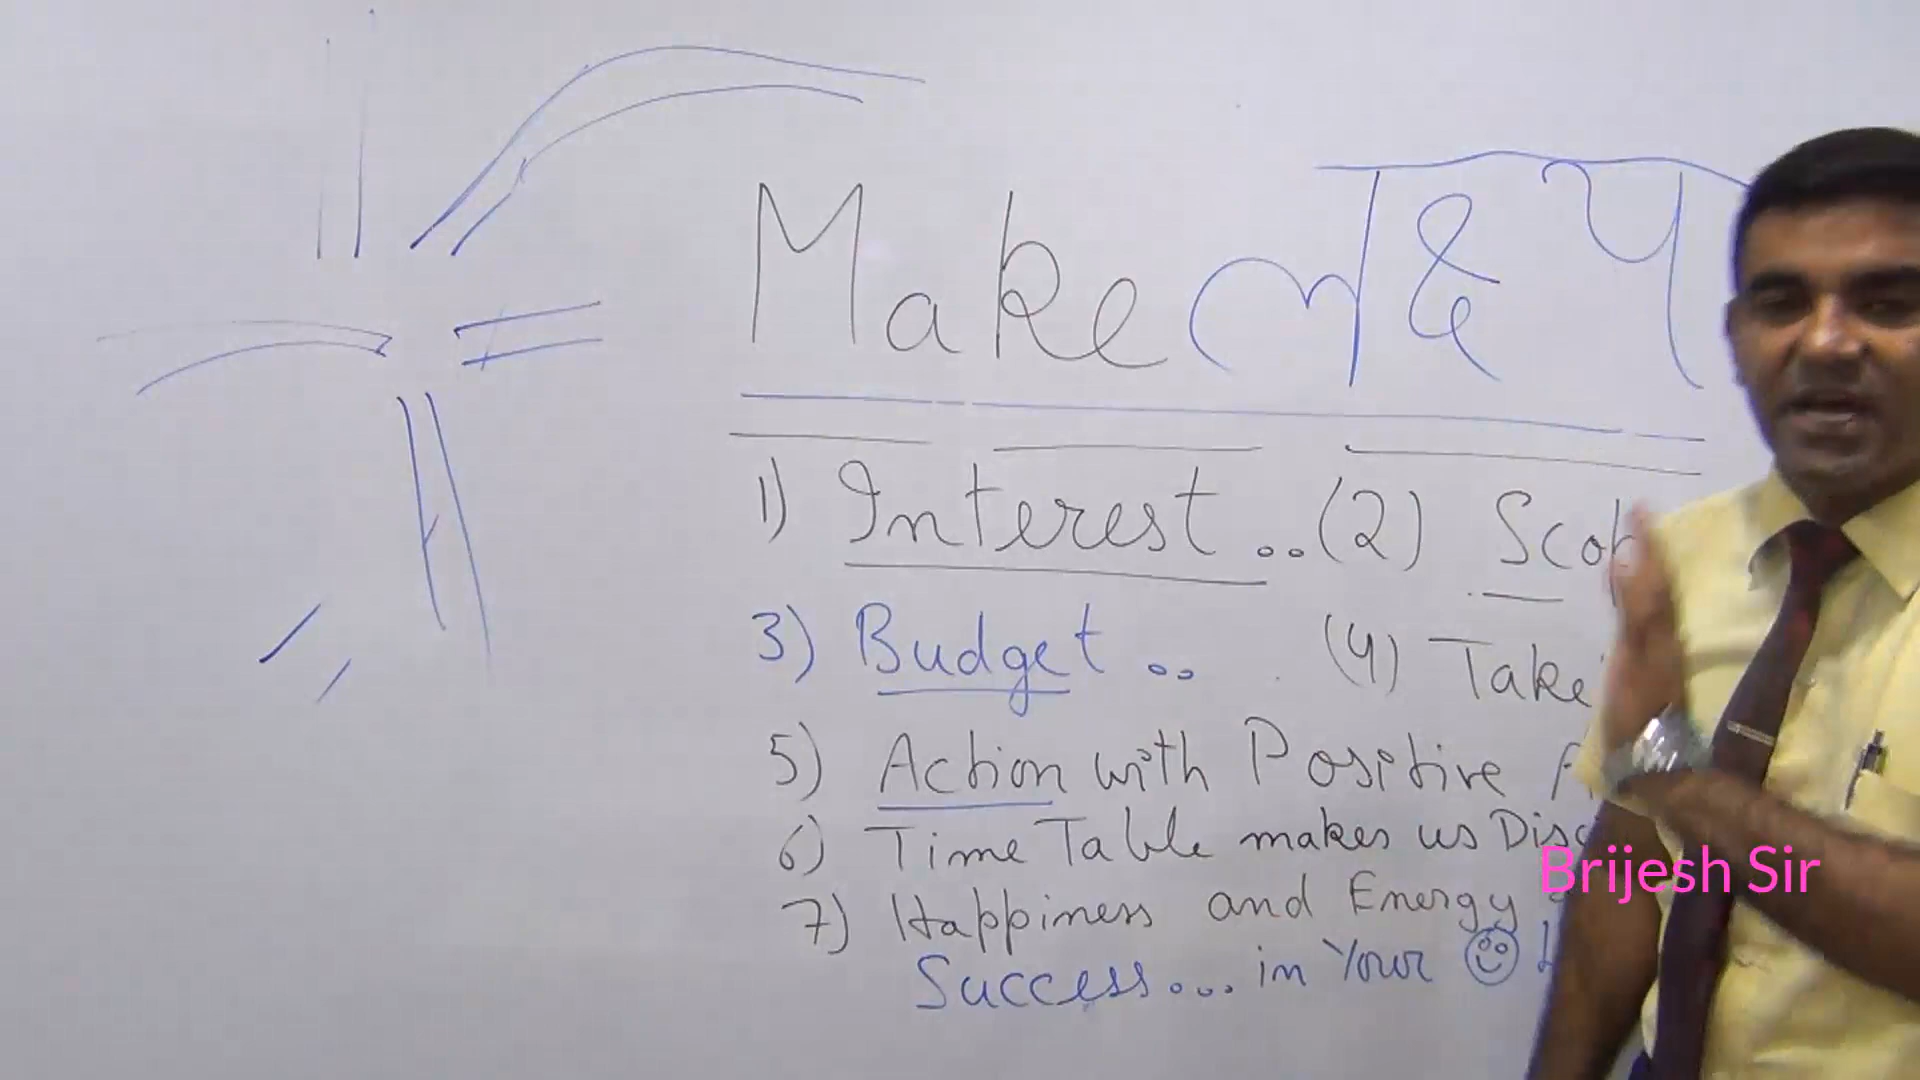 Make लक्ष्य
1) Interest ..(2)
3) Budget .. (4) Take
5) Action with Positive
6) Time Table makes us
7) Happiness and Energy
Success... in Your
Brijesh Sir